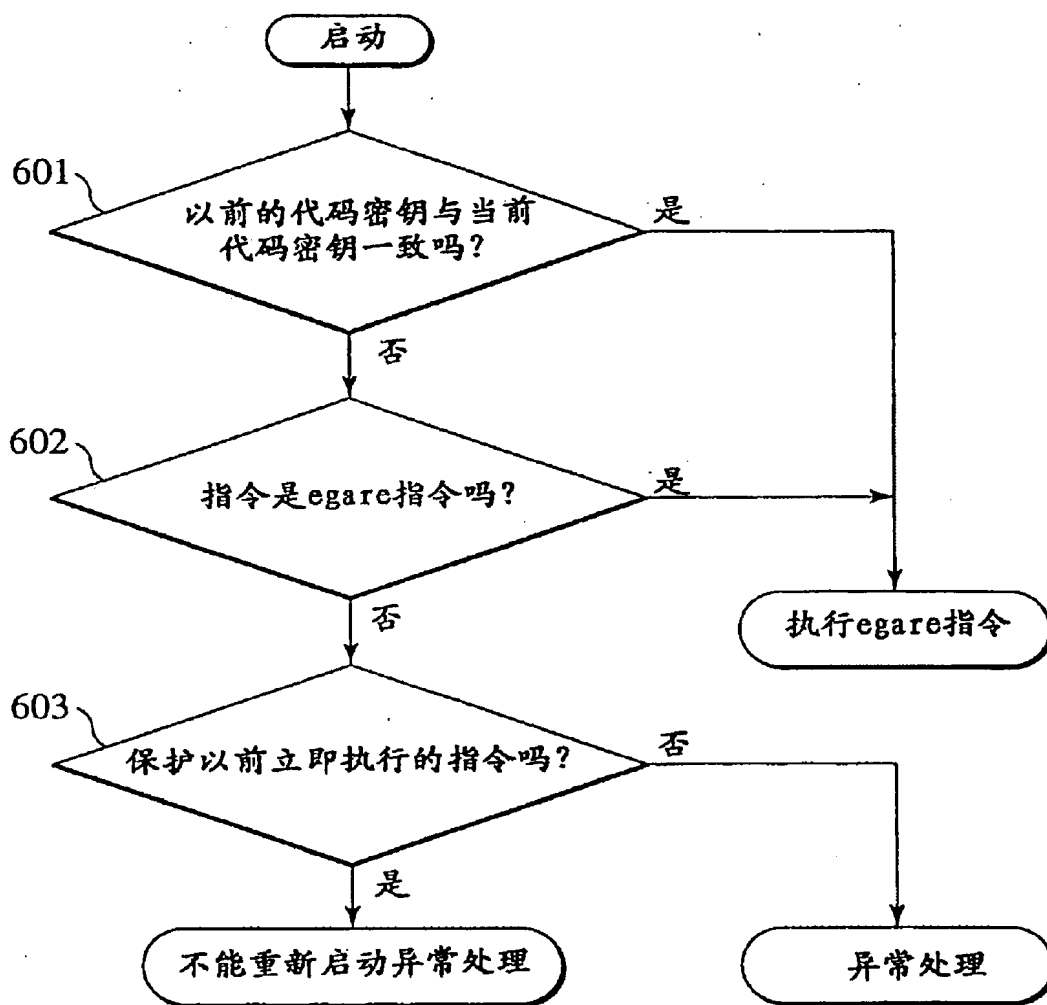 启动
601
以前的代码密钥与当前
代码密钥一致吗?
是
否
602
指令是egare指令吗?
是
否
执行egare指令
603
保护以前立即执行的指令吗?
否
是
不能重新启动异常处理
异常处理